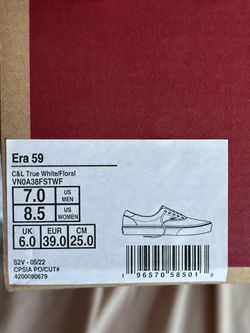 Era 59
C&L True White/Floral
VN0A38FSTWF
7.0 US MEN
8.5 US WOMEN
UK EUR CM
6.0 39.0 25.0
S2V - 05/22
CPSIA PO/CUT#
4200080679
1 96570 58501 3